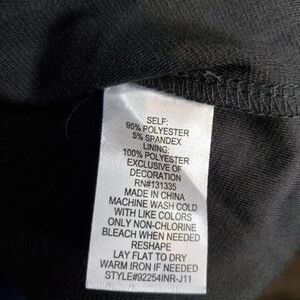 SELF:
95% POLYESTER
5% SPANDEX
LINING:
100% POLYESTER
EXCLUSIVE OF
DECORATION
RN#131335
MADE IN CHINA
MACHINE WASH COLD
WITH LIKE COLORS
ONLY NON-CHLORINE
BLEACH WHEN NEEDED
RESHAPE
LAY FLAT TO DRY
WARM IRON IF NEEDED
STYLE#92254INR-J11